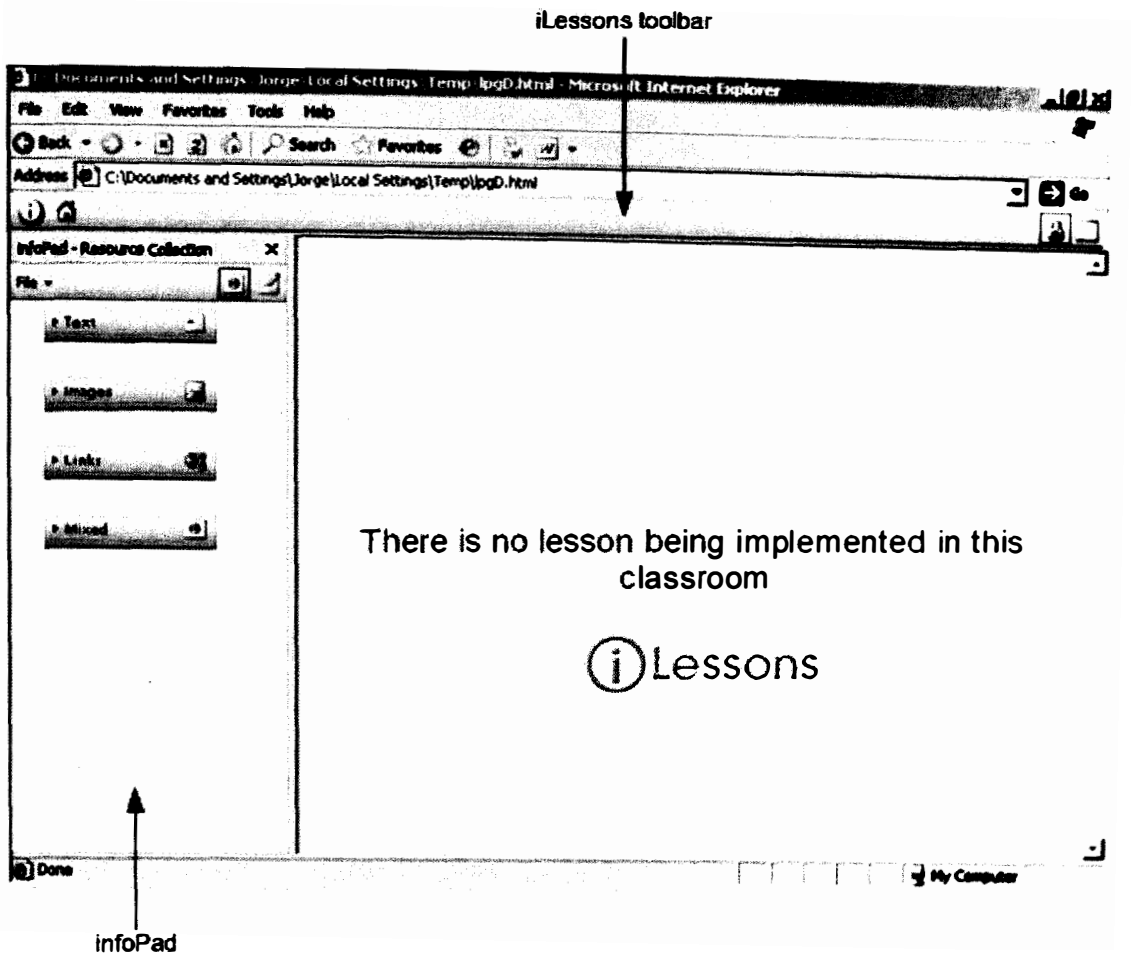 iLessons toolbar
Documents and Settings Jorge Local Settings Temp lpgD.html - Microsoft Internet Explorer
File Edit View Favorites Tools Help
Back Search Favorites
Address C:\Documents and Settings\Jorge\Local Settings\Temp\lpgD.html Go
InfoPad - Resource Collection
File
Text
Images
Links
Mixed
There is no lesson being implemented in this
classroom
iLessons
Done My Computer
infoPad